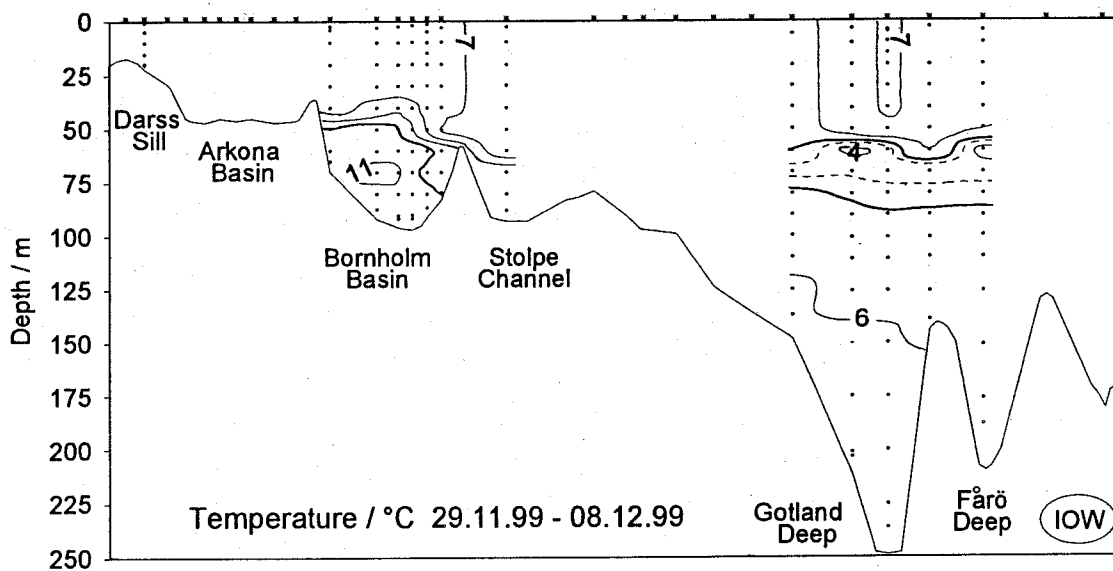 0
25
50
75
100
125
150
175
200
225
250
Depth / m
Darss
Sill
Arkona
Basin
Bornholm
Basin
Stolpe
Channel
Gotland
Deep
Fårö
Deep
7
7
11
4
6
Temperature / °C 29.11.99 - 08.12.99
IOW